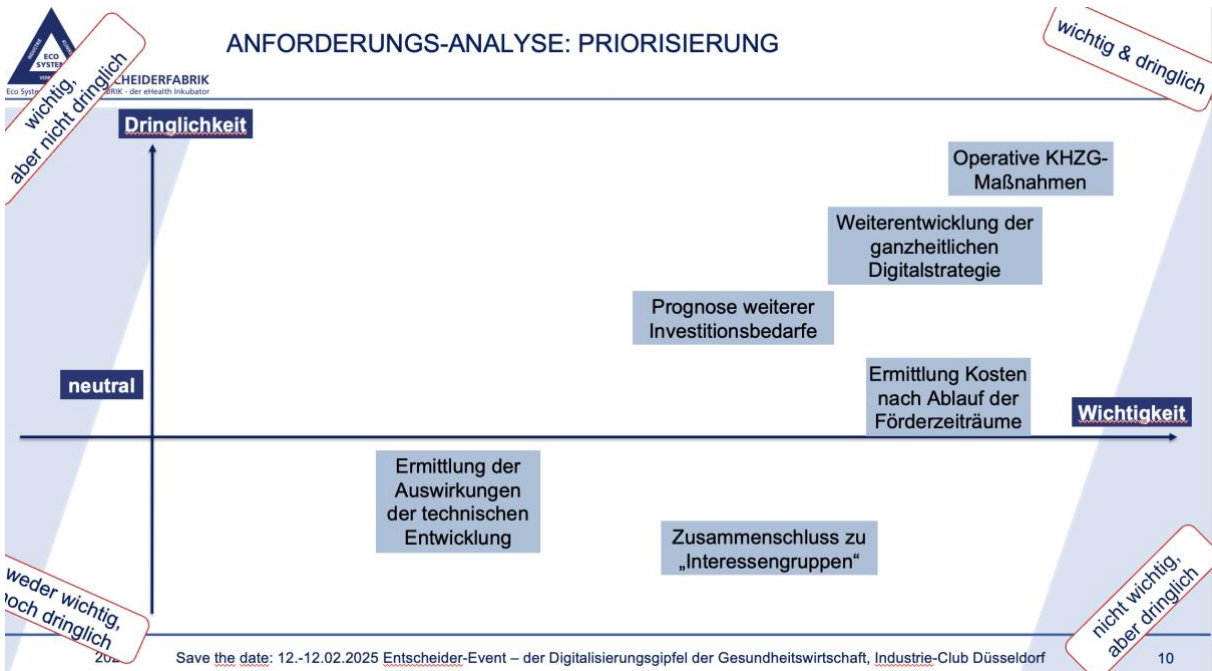 ANFORDERUNGS-ANALYSE: PRIORISIERUNG
ECO
SYSTEM
INDUSTRIE
CHEIDERFABRIK
Eco Syste
BRIK - der eHealth Inkubator
wichtig,
aber nicht dringlich
wichtig & dringlich
Dringlichkeit
Operative KHZG-
Maßnahmen
Weiterentwicklung der
ganzheitlichen
Digitalstrategie
Prognose weiterer
Investitionsbedarfe
neutral
Ermittlung Kosten
nach Ablauf der
Förderzeiträume
Wichtigkeit
Ermittlung der
Auswirkungen
der technischen
Entwicklung
Zusammenschluss zu
„Interessengruppen“
weder wichtig,
noch dringlich
nicht wichtig,
aber dringlich
Save the date: 12.-12.02.2025 Entscheider-Event – der Digitalisierungsgipfel der Gesundheitswirtschaft, Industrie-Club Düsseldorf
10